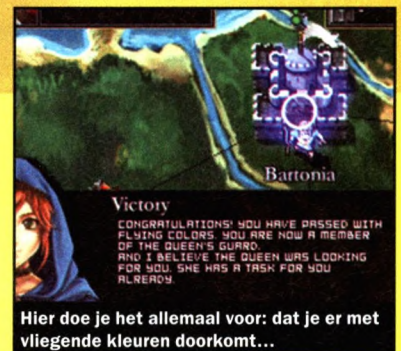 Bartonia
Victory
CONGRATULATIONS! YOU HAVE PASSED WITH
FLYING COLORS. YOU ARE NOW A MEMBER
OF THE QUEEN'S GUARD.
AND I BELIEVE THE QUEEN WAS LOOKING
FOR YOU. SHE HAS A TASK FOR YOU
ALREADY.
Hier doe je het allemaal voor: dat je er met
vliegende kleuren doorkomt...